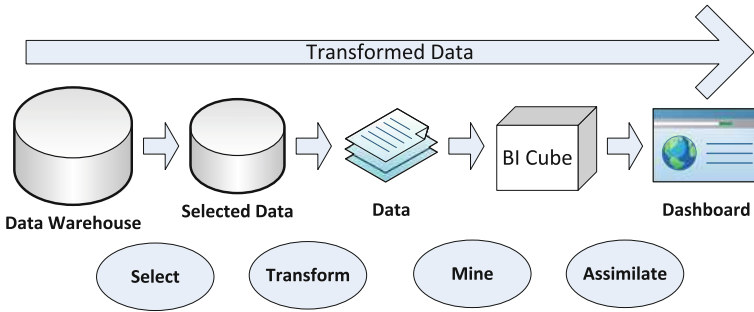 Transformed Data
BI Cube
Data Warehouse
Selected Data
Data
Dashboard
Select
Transform
Mine
Assimilate